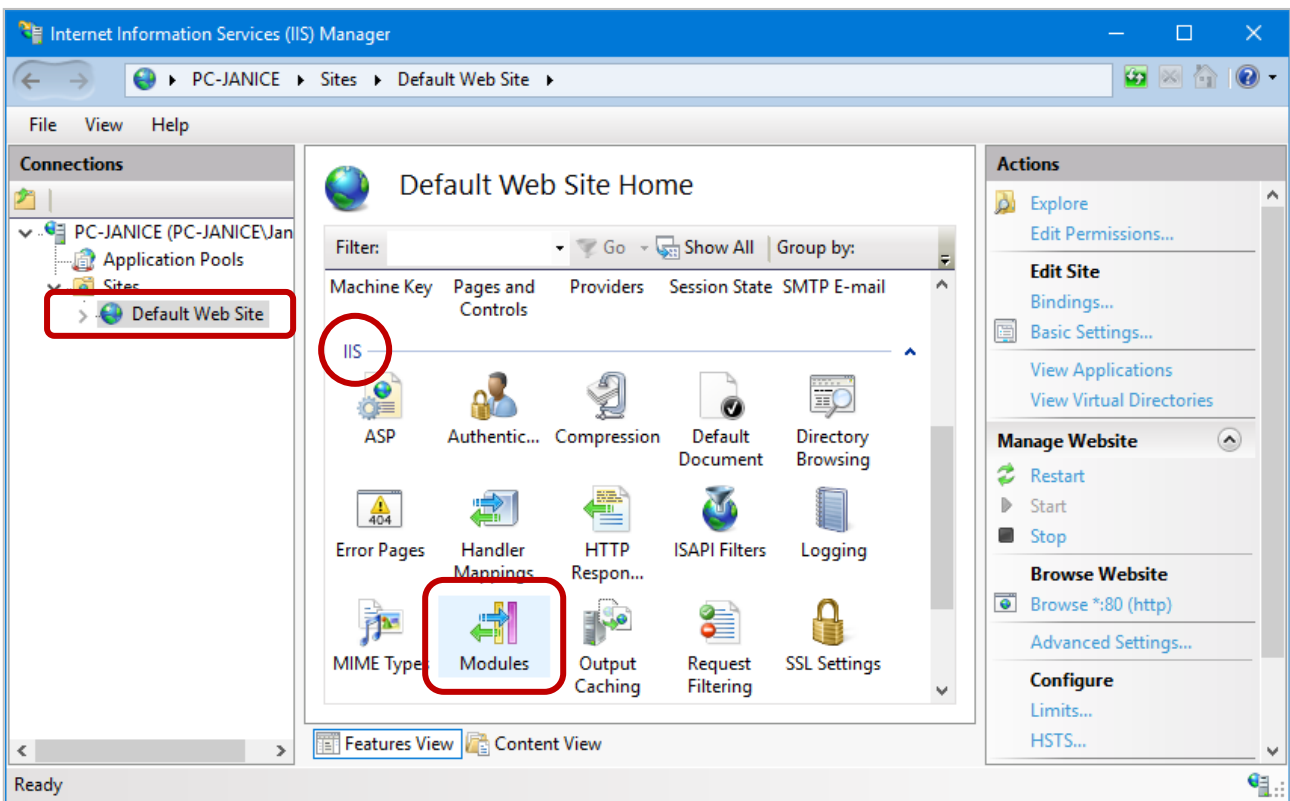 Internet Information Services (IIS) Manager
PC-JANICE Sites Default Web Site
File View Help
Connections
PC-JANICE (PC-JANICE\Jan
Application Pools
Sites
Default Web Site
Default Web Site Home
Filter: Go Show All Group by:
Machine Key Pages and Controls Providers Session State SMTP E-mail
IIS
ASP Authentic... Compression Default Document Directory Browsing
404
Error Pages Handler Mappings HTTP Respon... ISAPI Filters Logging
MIME Types Modules Output Caching Request Filtering SSL Settings
Features View Content View
Actions
Explore
Edit Permissions...
Edit Site
Bindings...
Basic Settings...
View Applications
View Virtual Directories
Manage Website
Restart
Start
Stop
Browse Website
Browse *:80 (http)
Advanced Settings...
Configure
Limits...
HSTS...
Ready